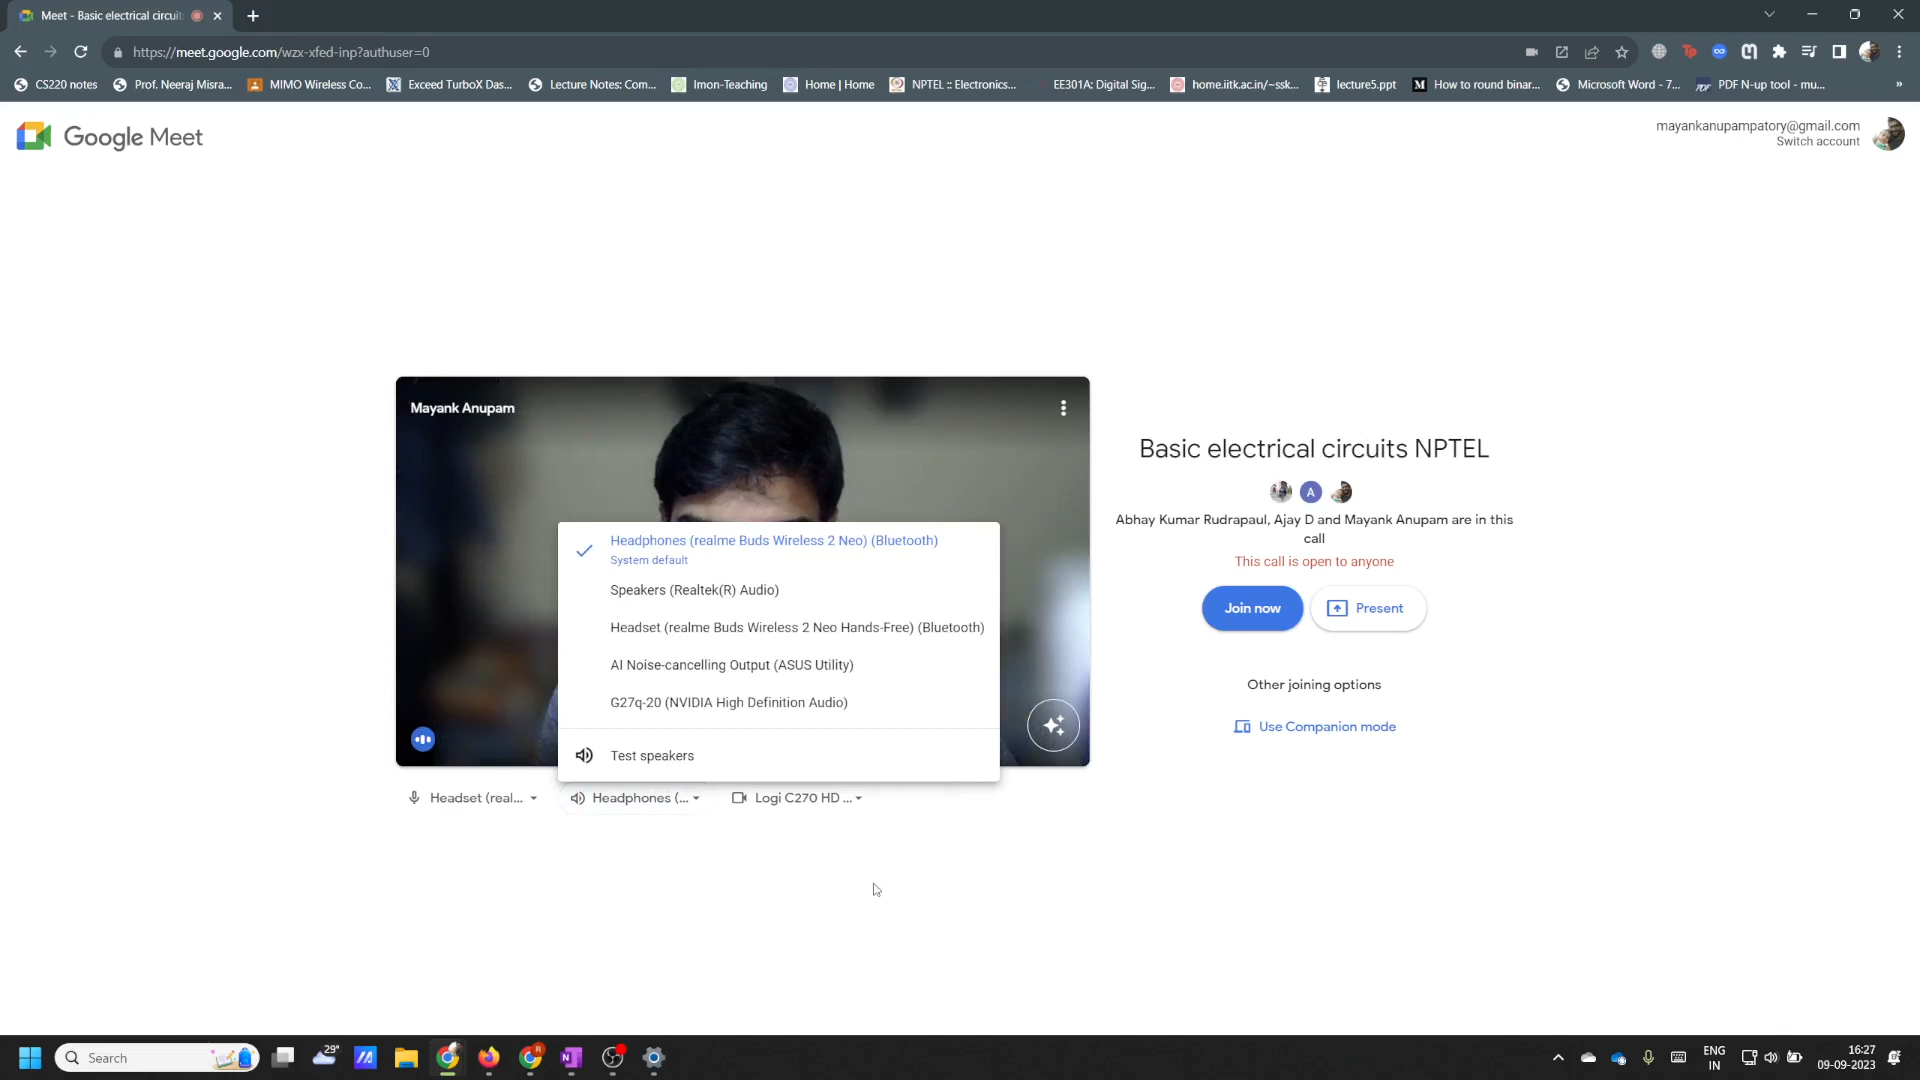 Meet - Basic electrical circuit
https://meet.google.com/wzx-xfed-inp?authuser=0
CS220 notes
Prof. Neeraj Misra...
MIMO Wireless Co...
Exceed TurboX Das...
Lecture Notes: Com...
Imon-Teaching
Home | Home
NPTEL :: Electronics...
EE301A: Digital Sig...
home.iitk.ac.in/~ssk...
lecture5.ppt
How to round binar...
Microsoft Word - 7...
PDF N-up tool - mu...
»
Google Meet
mayankanupampatory@gmail.com
Switch account
Mayank Anupam
Headphones (realme Buds Wireless 2 Neo) (Bluetooth)
System default
Speakers (Realtek(R) Audio)
Headset (realme Buds Wireless 2 Neo Hands-Free) (Bluetooth)
AI Noise-cancelling Output (ASUS Utility)
G27q-20 (NVIDIA High Definition Audio)
Test speakers
Headset (real...
Headphones (...
Logi C270 HD ...
Basic electrical circuits NPTEL
A
Abhay Kumar Rudrapaul, Ajay D and Mayank Anupam are in this
call
This call is open to anyone
Join now
Present
Other joining options
Use Companion mode
Search
29°
ENG
IN
16:27
09-09-2023